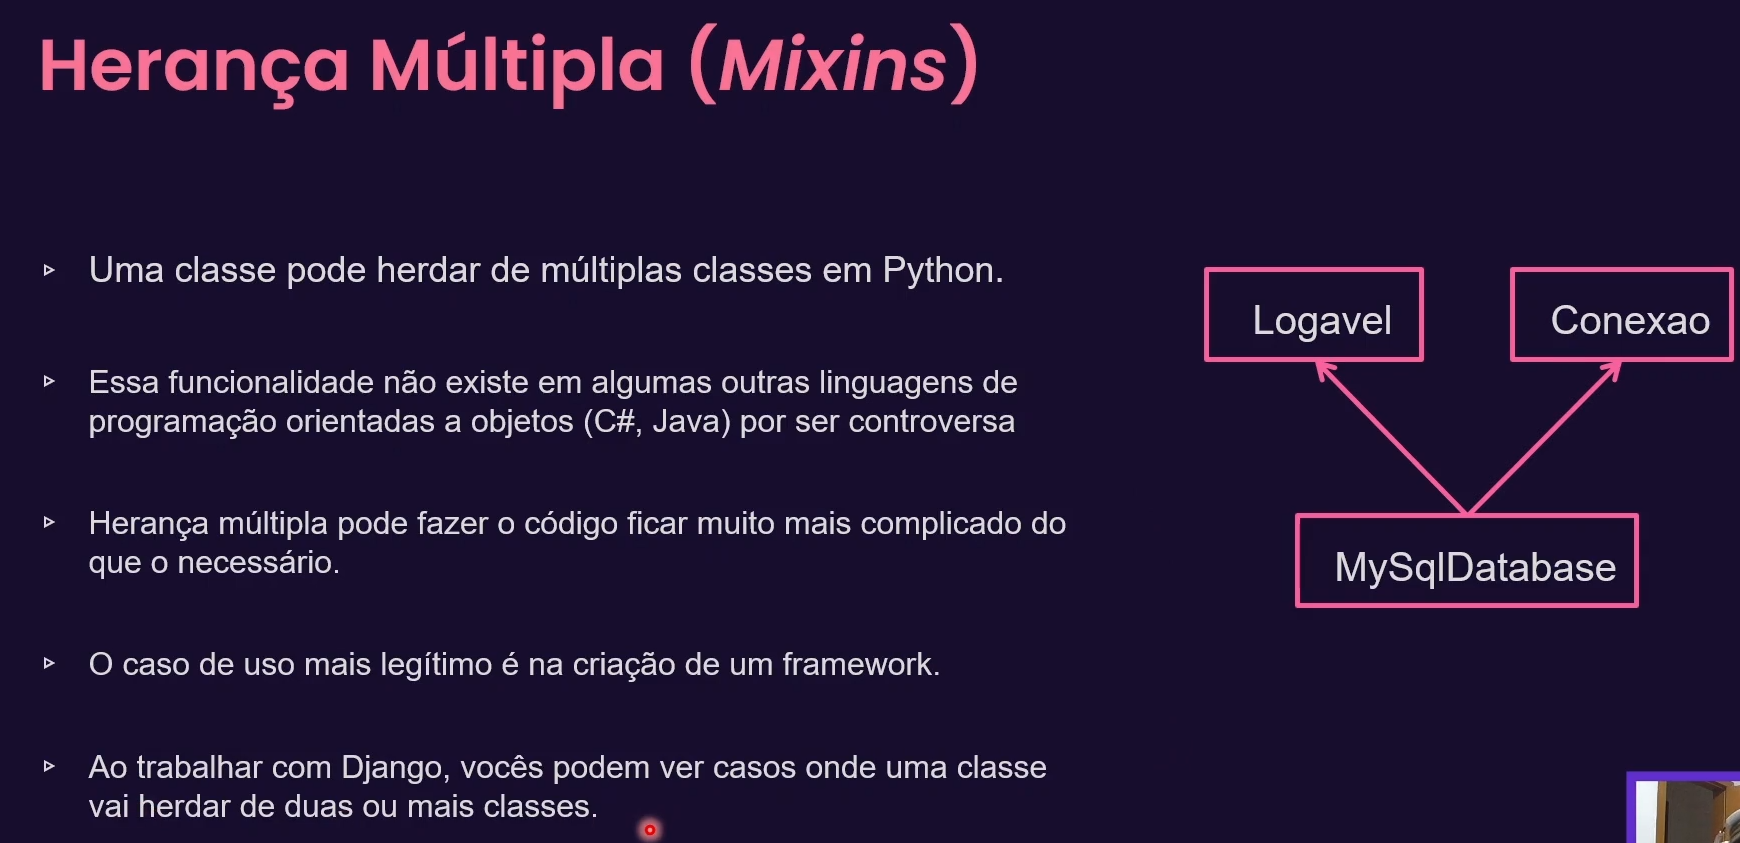 Herança Múltipla (Mixins)
Uma classe pode herdar de múltiplas classes em Python.
Essa funcionalidade não existe em algumas outras linguagens de
programação orientadas a objetos (C#, Java) por ser controversa
Herança múltipla pode fazer o código ficar muito mais complicado do
que o necessário.
O caso de uso mais legítimo é na criação de um framework.
Ao trabalhar com Django, vocês podem ver casos onde uma classe
vai herdar de duas ou mais classes.
Logavel
Conexao
MySqlDatabase